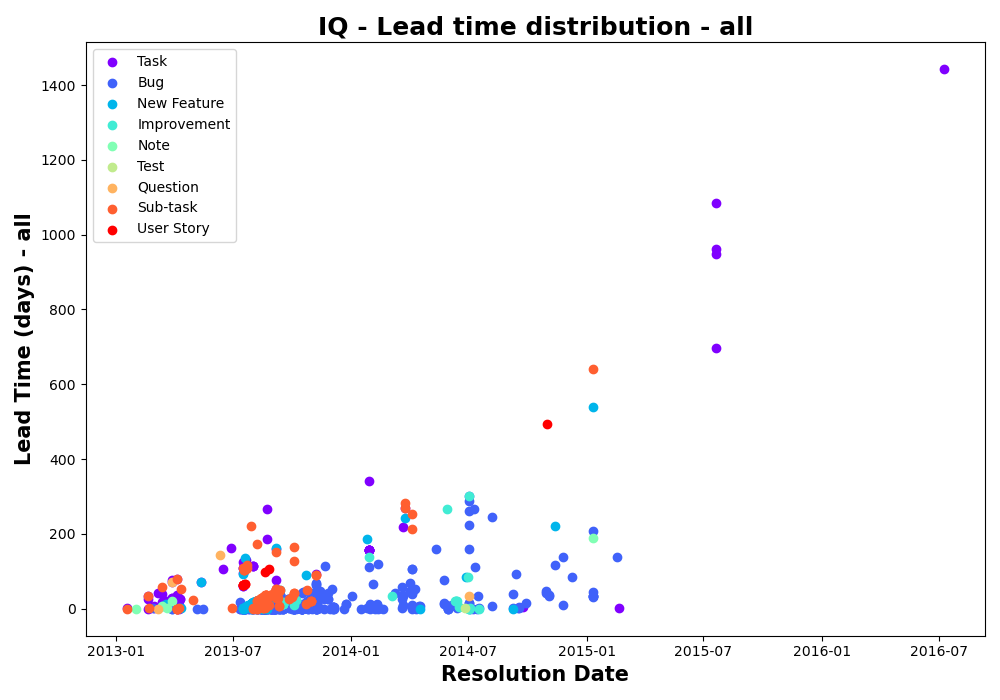 IQ - Lead time distribution - all
Task
Bug
New Feature
Improvement
Note
Test
Question
Sub-task
User Story
Lead Time (days) - all
1400
1200
1000
800
600
400
200
0
2013-01 2013-07 2014-01 2014-07 2015-01 2015-07 2016-01 2016-07
Resolution Date